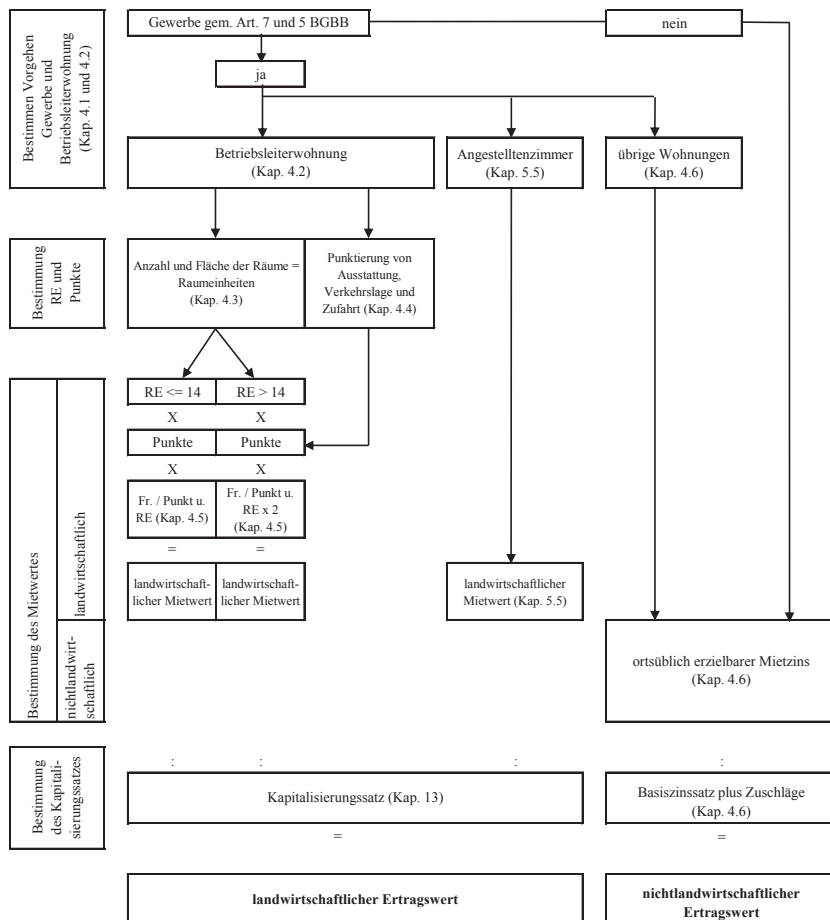 Bestimmen Vorgehen
Gewerbe und
Betriebsleiterwohnung
(Kap. 4.1 und 4.2)
Gewerbe gem. Art. 7 und 5 BGBB
nein
ja
Betriebsleiterwohnung
(Kap. 4.2)
Angestelltenzimmer
(Kap. 5.5)
übrige Wohnungen
(Kap. 4.6)
Bestimmung
RE und
Punkte
Anzahl und Fläche der Räume =
Raumeinheiten
(Kap. 4.3)
Punktierung von
Ausstattung,
Verkehrslage und
Zufahrt (Kap. 4.4)
Bestimmung des Mietwertes
landwirtschaftlich
nichtlandwirt-
schaftlich
RE <= 14
RE > 14
X
X
Punkte
Punkte
X
X
Fr. / Punkt u.
RE (Kap. 4.5)
Fr. / Punkt u.
RE x 2
(Kap. 4.5)
=
=
landwirtschaft-
licher Mietwert
landwirtschaft-
licher Mietwert
landwirtschaftlicher
Mietwert (Kap. 5.5)
ortsüblich erzielbarer Mietzins
(Kap. 4.6)
Bestimmung
des Kapitali-
sierungssatzes
:
:
:
:
Kapitalisierungssatz (Kap. 13)
Basiszinssatz plus Zuschläge
(Kap. 4.6)
=
=
landwirtschaftlicher Ertragswert
nichtlandwirtschaftlicher
Ertragswert